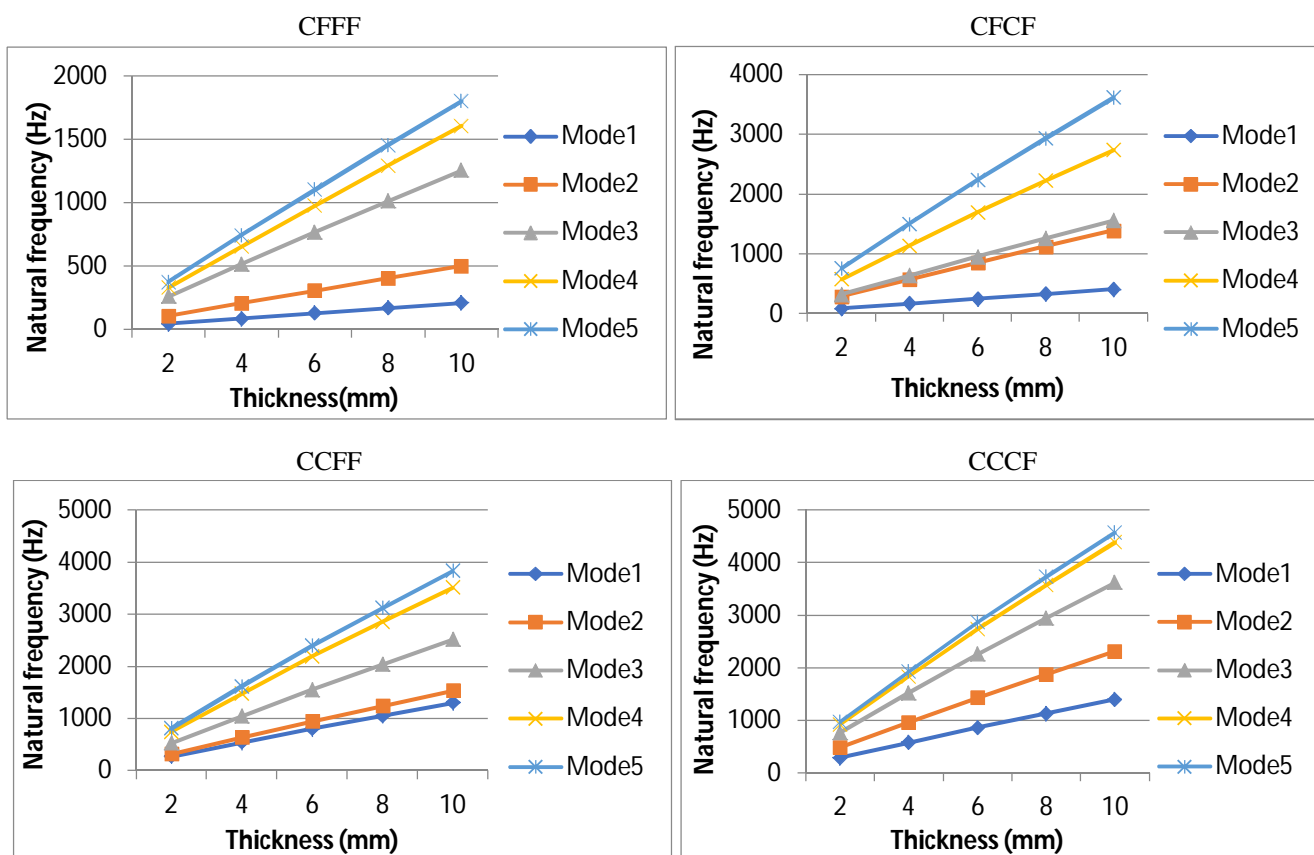 CFFF
Natural frequency (Hz)
2000
1500
1000
500
0
2 4 6 8 10
Thickness(mm)
Mode1
Mode2
Mode3
Mode4
Mode5
CFCF
Natural frequency (Hz)
4000
3000
2000
1000
0
2 4 6 8 10
Thickness (mm)
Mode1
Mode2
Mode3
Mode4
Mode5
CCFF
Natural frequency (Hz)
5000
4000
3000
2000
1000
0
2 4 6 8 10
Thickness (mm)
Mode1
Mode2
Mode3
Mode4
Mode5
CCCF
Natural frequency (Hz)
5000
4000
3000
2000
1000
0
2 4 6 8 10
Thickness (mm)
Mode1
Mode2
Mode3
Mode4
Mode5